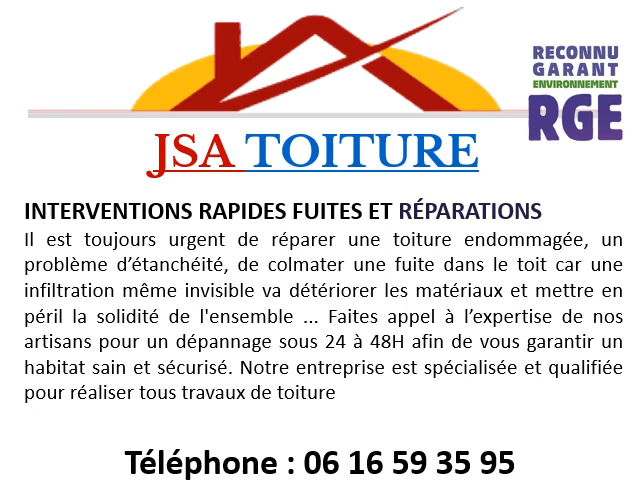 RECONNU
GARANT
ENVIRONNEMENT
RGE
JSA TOITURE
INTERVENTIONS RAPIDES FUITES ET RÉPARATIONS
Il est toujours urgent de réparer une toiture endommagée, un
problème d’étanchéité, de colmater une fuite dans le toit car une
infiltration même invisible va détériorer les matériaux et mettre en
péril la solidité de l'ensemble ... Faites appel à l’expertise de nos
artisans pour un dépannage sous 24 à 48H afin de vous garantir un
habitat sain et sécurisé. Notre entreprise est spécialisée et qualifiée
pour réaliser tous travaux de toiture
Téléphone : 06 16 59 35 95